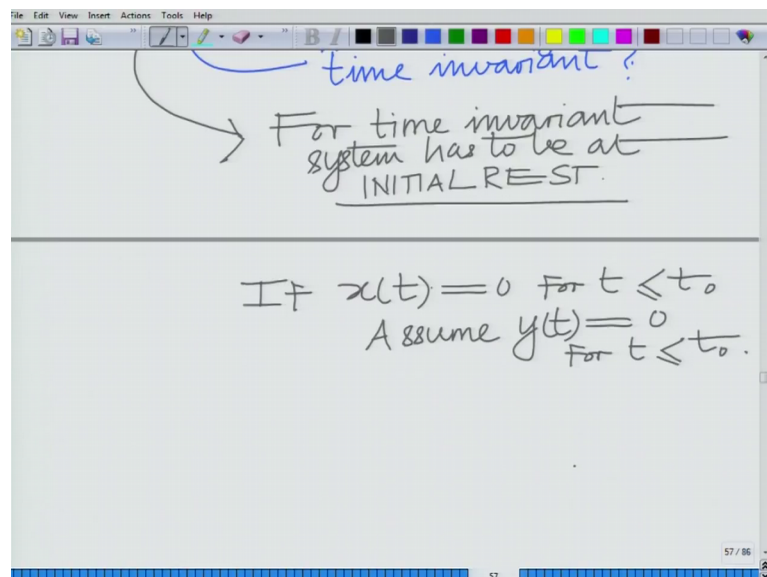 File Edit View Insert Actions Tools Help
B I
time invariant ?
For time invariant
system has to be at
INITIAL REST.
If x(t) = 0 For t ≤ t₀
Assume y(t) = 0
For t ≤ t₀.
57 / 86
57